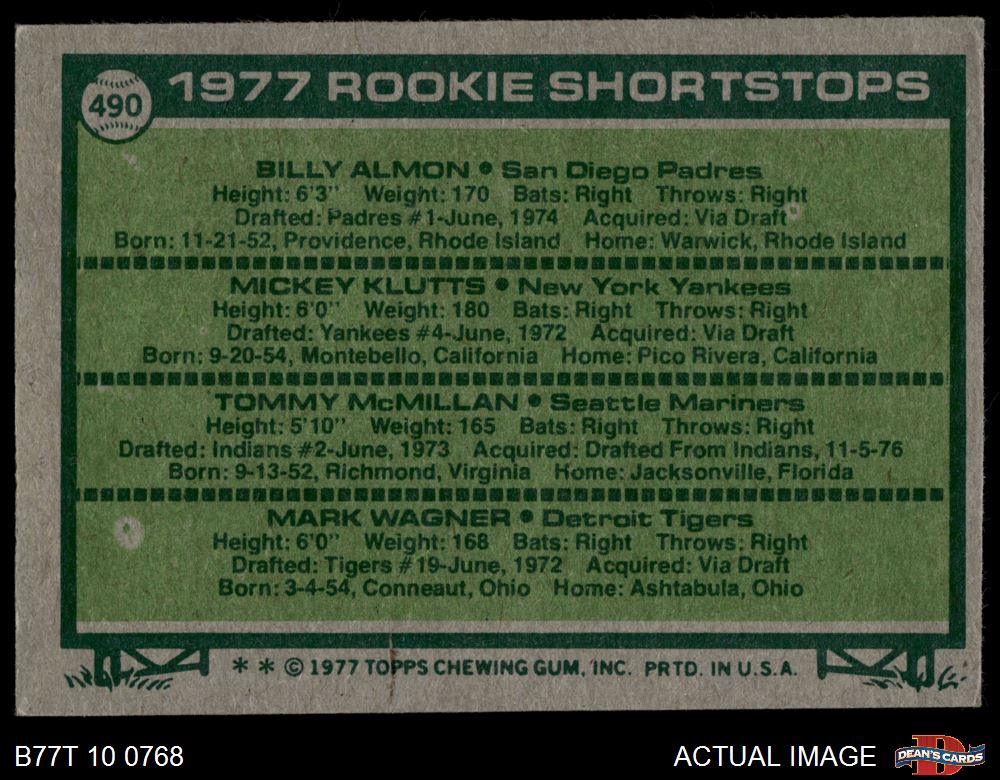 490
1977 ROOKIE SHORTSTOPS
BILLY ALMON • San Diego Padres
Height: 6'3" Weight: 170 Bats: Right Throws: Right
Drafted: Padres #1-June, 1974 Acquired: Via Draft
Born: 11-21-52, Providence, Rhode Island Home: Warwick, Rhode Island
MICKEY KLUTTS • New York Yankees
Height: 6'0" Weight: 180 Bats: Right Throws: Right
Drafted: Yankees #4-June, 1972 Acquired: Via Draft
Born: 9-20-54, Montebello, California Home: Pico Rivera, California
TOMMY McMILLAN • Seattle Mariners
Height: 5'10" Weight: 165 Bats: Right Throws: Right
Drafted: Indians #2-June, 1973 Acquired: Drafted From Indians, 11-5-76
Born: 9-13-52, Richmond, Virginia Home: Jacksonville, Florida
MARK WAGNER • Detroit Tigers
Height: 6'0" Weight: 168 Bats: Right Throws: Right
Drafted: Tigers #19-June, 1972 Acquired: Via Draft
Born: 3-4-54, Conneaut, Ohio Home: Ashtabula, Ohio
* * © 1977 TOPPS CHEWING GUM, INC. PRTD. IN U.S.A.
B77T 10 0768
ACTUAL IMAGE
D
DEAN'S CARDS